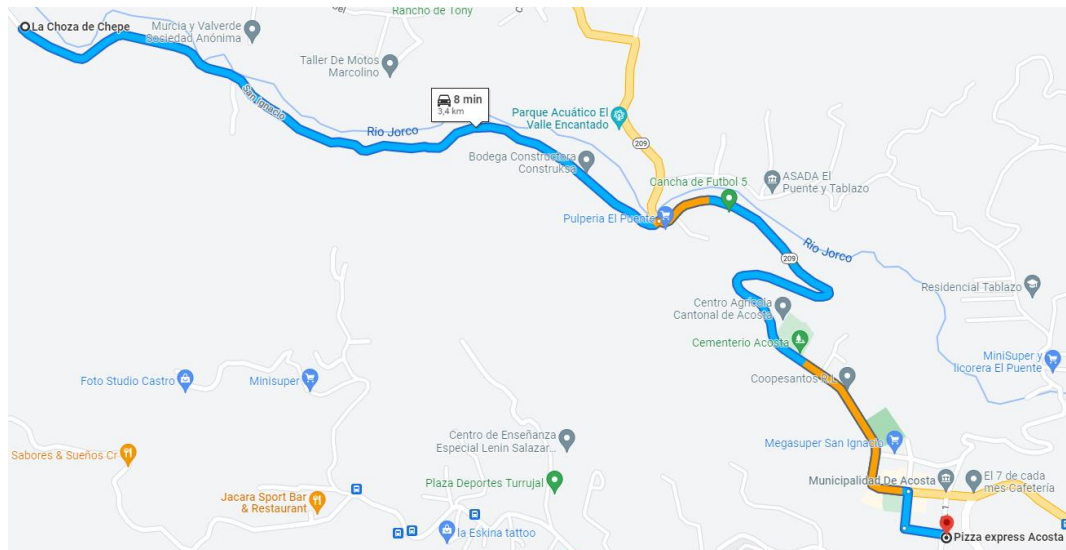 Rancho de Tony
La Choza de Chepe
Murcia y Valverde
Sociedad Anónima
Taller De Motos
Marcolino
San Ignacio
8 min
3,4 km
Rio Jorco
Parque Acuático El
Valle Encantado
209
Bodega Constructora
Construksa
Cancha de Futbol 5
ASADA El
Puente y Tablazo
Pulperia El Puente
Rio Jorco
209
Residencial Tablazo
Centro Agrícola
Cantonal de Acosta
Cementerio Acosta
MiniSuper y
licorera El Puente
Foto Studio Castro
Minisuper
Coopesantos R.L
Sabores & Sueños Cr
Centro de Enseñanza
Especial Lenin Salazar...
Megasuper San Ignacio
Plaza Deportes Turrujal
Municipalidad De Acosta
El 7 de cada
mes Cafetería
Jacara Sport Bar
& Restaurant
la Eskina tattoo
Pizza express Acosta